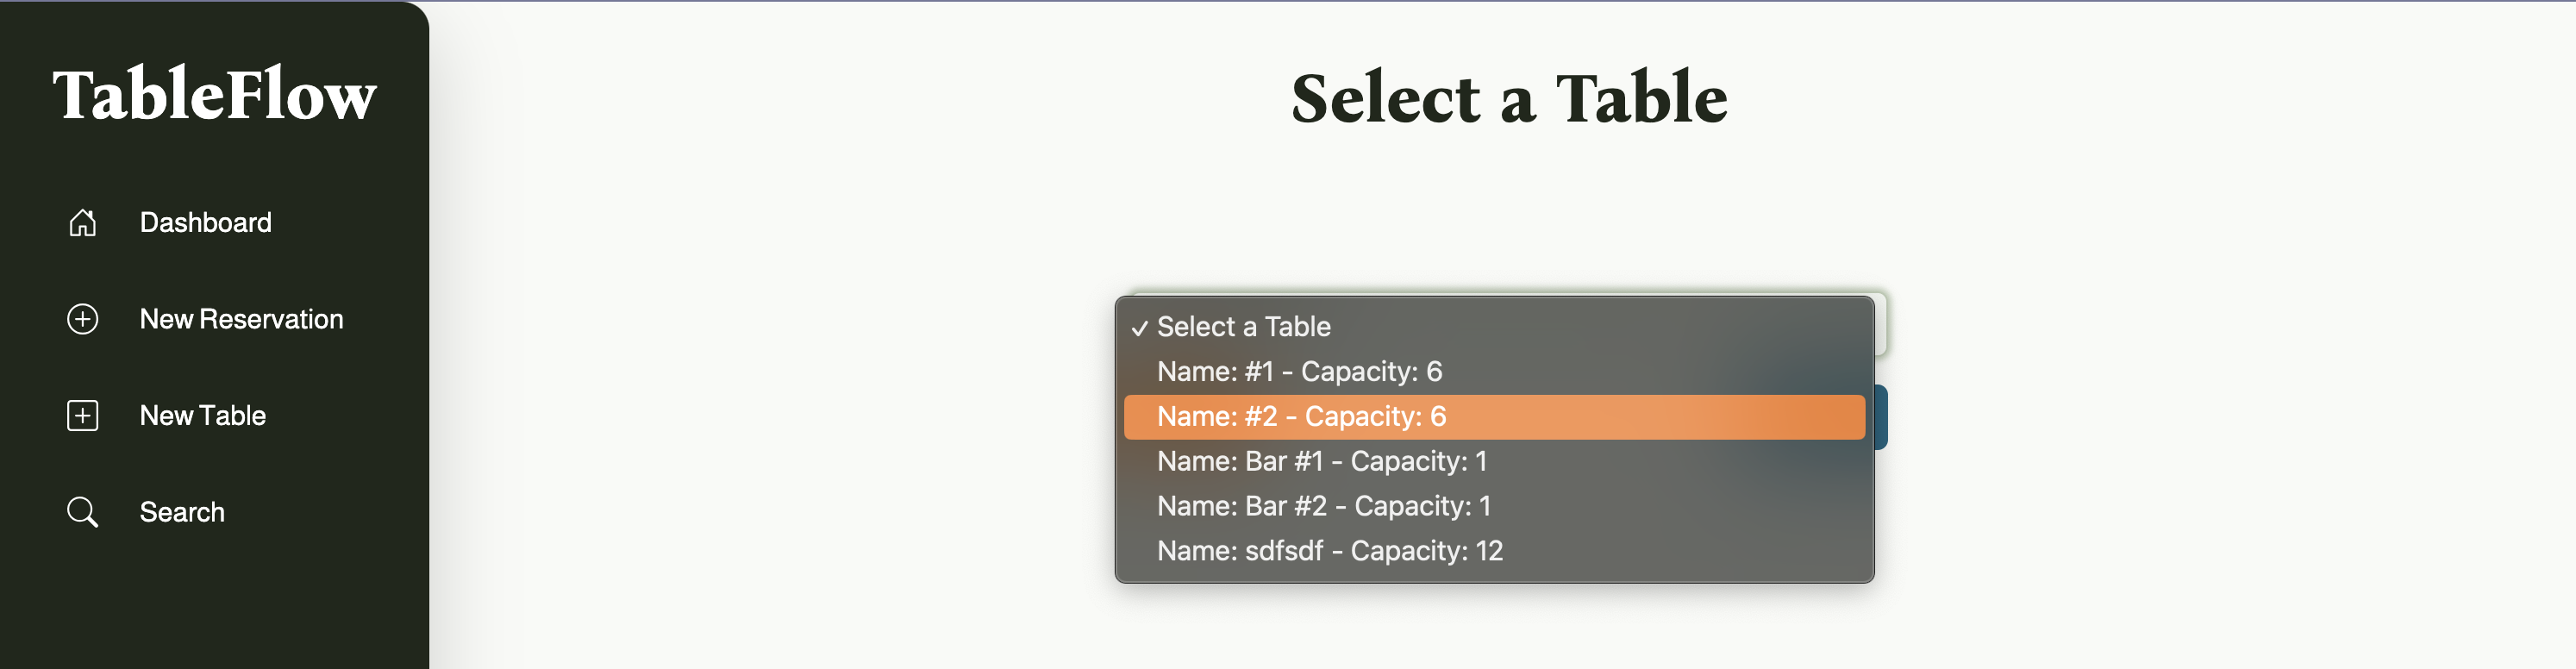 TableFlow
Dashboard
New Reservation
New Table
Search
Select a Table
✓ Select a Table
Name: #1 - Capacity: 6
Name: #2 - Capacity: 6
Name: Bar #1 - Capacity: 1
Name: Bar #2 - Capacity: 1
Name: sdfsdf - Capacity: 12